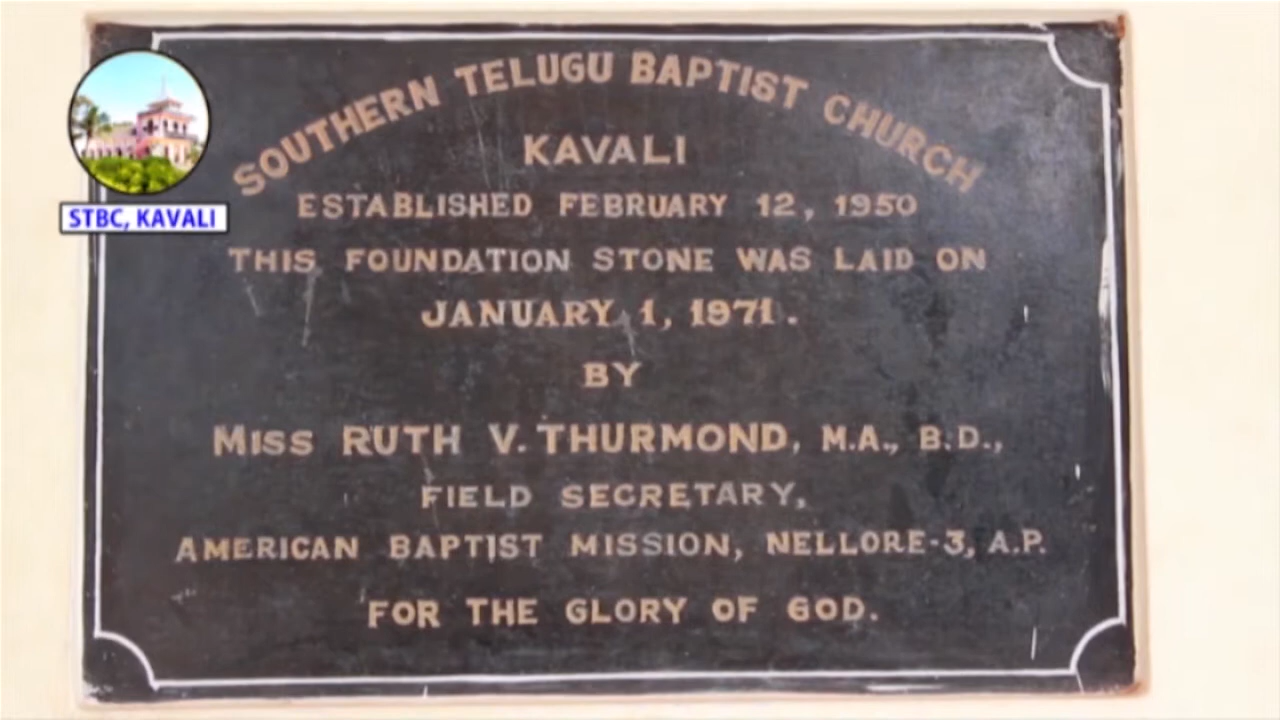 SOUTHERN TELUGU BAPTIST CHURCH
KAVALI
ESTABLISHED FEBRUARY 12, 1950
THIS FOUNDATION STONE WAS LAID ON
JANUARY 1, 1971.
BY
MISS RUTH V. THURMOND, M.A., B.D.,
FIELD SECRETARY,
AMERICAN BAPTIST MISSION, NELLORE-3, A.P.
FOR THE GLORY OF GOD.
STBC, KAVALI